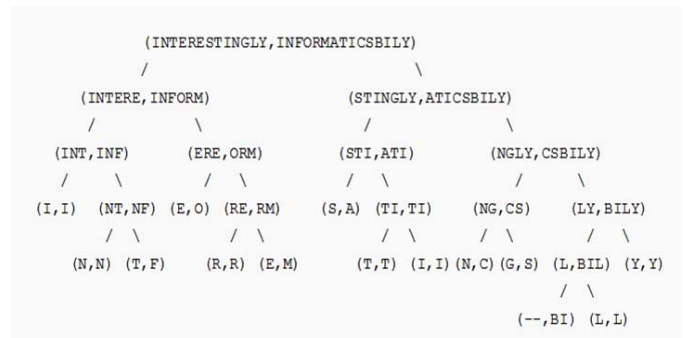 (INTERESTINGLY,INFORMATICSBILY)
/ \
(INTERE,INFORM) (STINGLY,ATICSBILY)
/ \ / \
(INT,INF) (ERE,ORM) (STI,ATI) (NGLY,CSBILY)
/ \ / \ / \ / \
(I,I) (NT,NF) (E,O) (RE,RM) (S,A) (TI,TI) (NG,CS) (LY,BILY)
/ \ / \ / \ / \ / \
(N,N) (T,F) (R,R) (E,M) (T,T) (I,I) (N,C) (G,S) (L,BIL) (Y,Y)
/ \
(--,BI) (L,L)